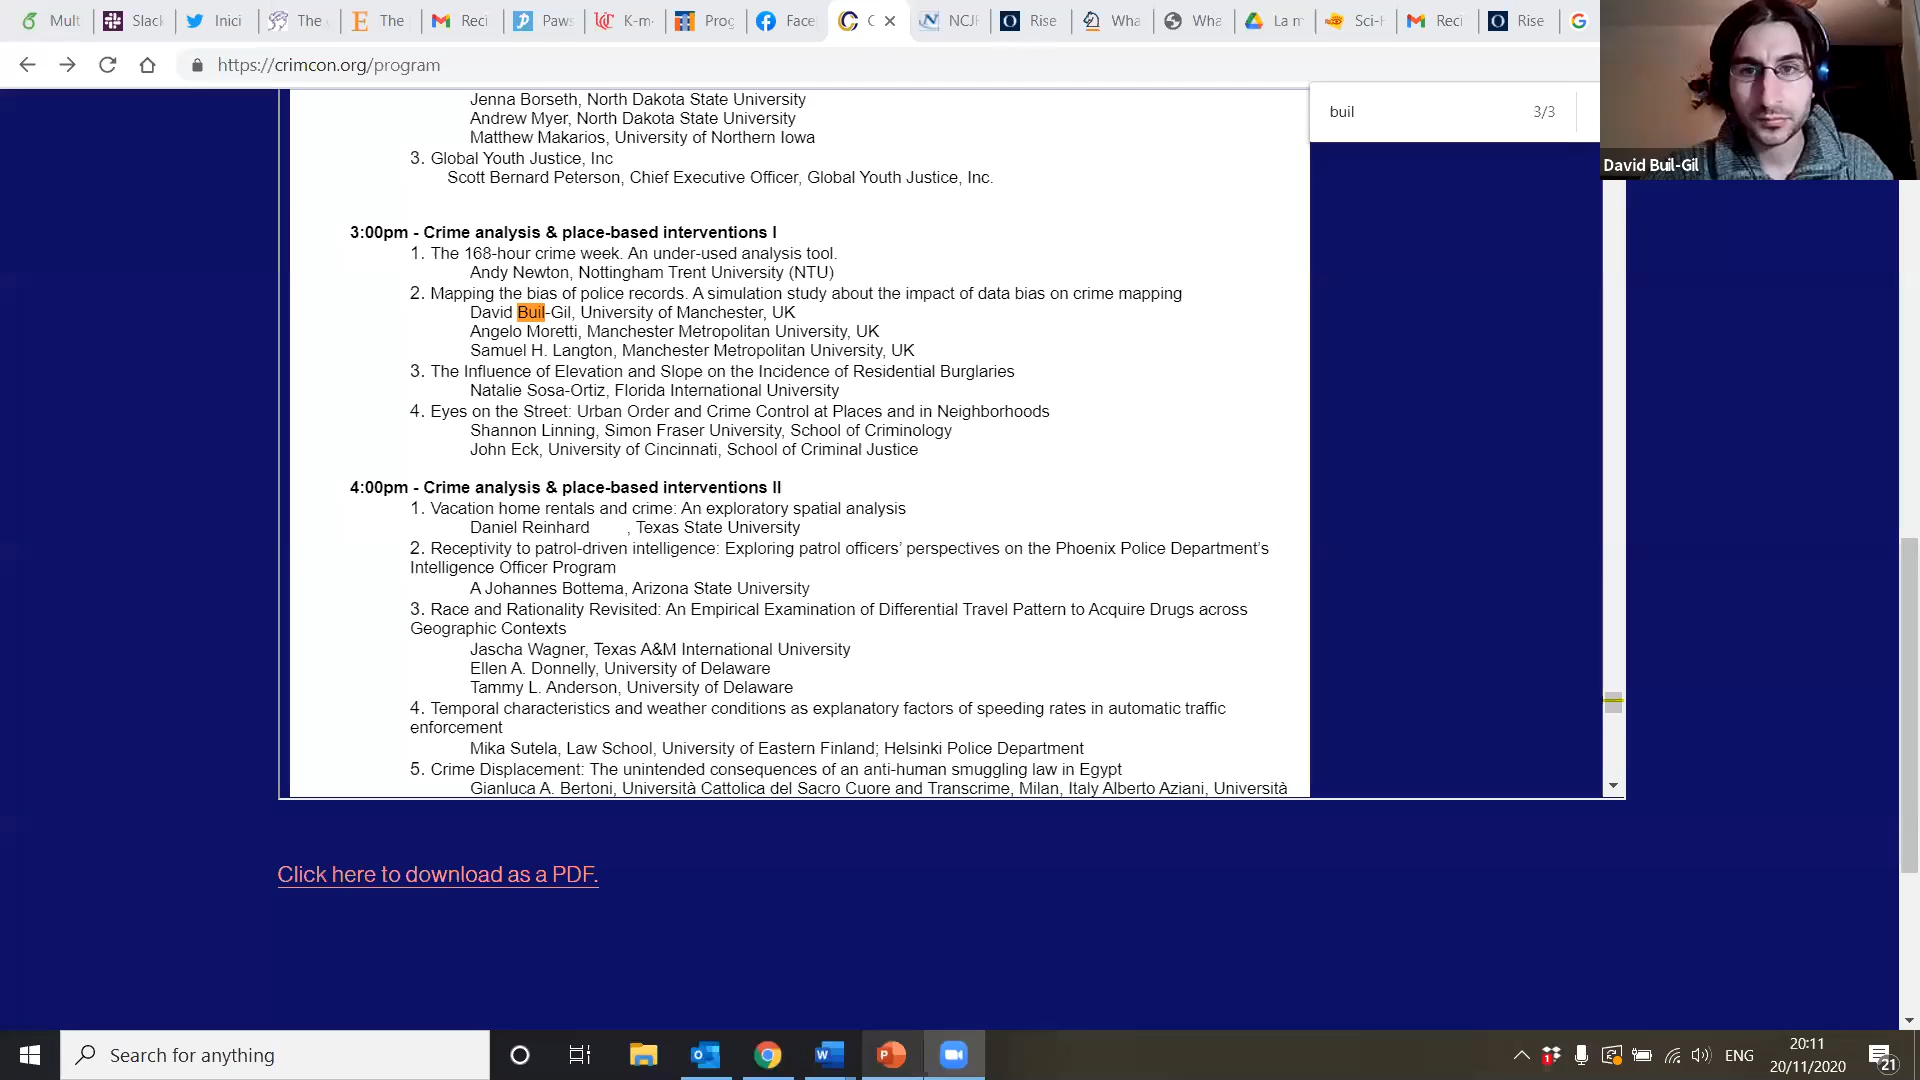 Mult
Slack
Inici
The
The
Reci
Paws
K-m
Prog
Face
C
NCJF
Rise
Wha
Wha
La m
Sci-H
Reci
Rise
https://crimcon.org/program
buil
3/3
David Buil-Gil
Jenna Borseth, North Dakota State University
Andrew Myer, North Dakota State University
Matthew Makarios, University of Northern Iowa
3. Global Youth Justice, Inc
Scott Bernard Peterson, Chief Executive Officer, Global Youth Justice, Inc.
3:00pm - Crime analysis & place-based interventions I
1. The 168-hour crime week. An under-used analysis tool.
Andy Newton, Nottingham Trent University (NTU)
2. Mapping the bias of police records. A simulation study about the impact of data bias on crime mapping
David Buil-Gil, University of Manchester, UK
Angelo Moretti, Manchester Metropolitan University, UK
Samuel H. Langton, Manchester Metropolitan University, UK
3. The Influence of Elevation and Slope on the Incidence of Residential Burglaries
Natalie Sosa-Ortiz, Florida International University
4. Eyes on the Street: Urban Order and Crime Control at Places and in Neighborhoods
Shannon Linning, Simon Fraser University, School of Criminology
John Eck, University of Cincinnati, School of Criminal Justice
4:00pm - Crime analysis & place-based interventions II
1. Vacation home rentals and crime: An exploratory spatial analysis
Daniel Reinhard , Texas State University
2. Receptivity to patrol-driven intelligence: Exploring patrol officers’ perspectives on the Phoenix Police Department’s
Intelligence Officer Program
A Johannes Bottema, Arizona State University
3. Race and Rationality Revisited: An Empirical Examination of Differential Travel Pattern to Acquire Drugs across
Geographic Contexts
Jascha Wagner, Texas A&M International University
Ellen A. Donnelly, University of Delaware
Tammy L. Anderson, University of Delaware
4. Temporal characteristics and weather conditions as explanatory factors of speeding rates in automatic traffic
enforcement
Mika Sutela, Law School, University of Eastern Finland; Helsinki Police Department
5. Crime Displacement: The unintended consequences of an anti-human smuggling law in Egypt
Gianluca A. Bertoni, Università Cattolica del Sacro Cuore and Transcrime, Milan, Italy Alberto Aziani, Università
Click here to download as a PDF.
Search for anything
1
ENG
20:11
20/11/2020
21